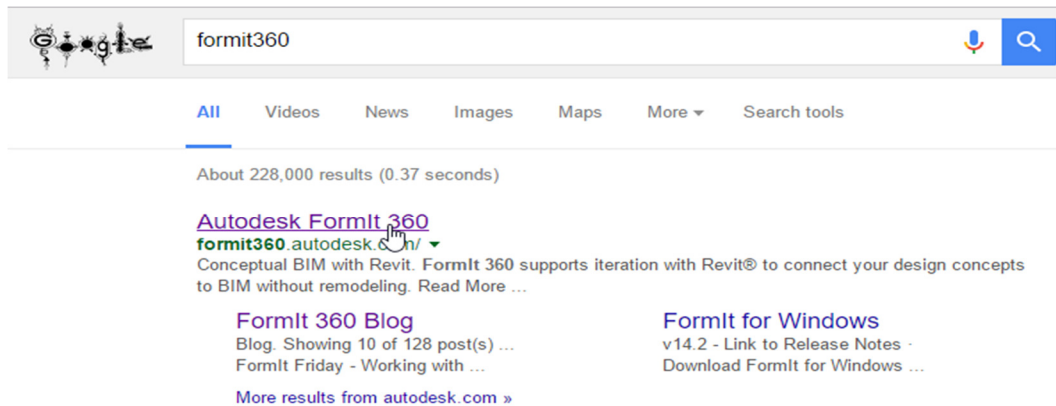 Google
formit360
All Videos News Images Maps More Search tools
About 228,000 results (0.37 seconds)
Autodesk FormIt 360
formit360.autodesk.com/
Conceptual BIM with Revit. FormIt 360 supports iteration with Revit® to connect your design concepts
to BIM without remodeling. Read More ...
FormIt 360 Blog
Blog. Showing 10 of 128 post(s) ...
FormIt Friday - Working with ...
FormIt for Windows
v14.2 - Link to Release Notes ·
Download FormIt for Windows ...
More results from autodesk.com »